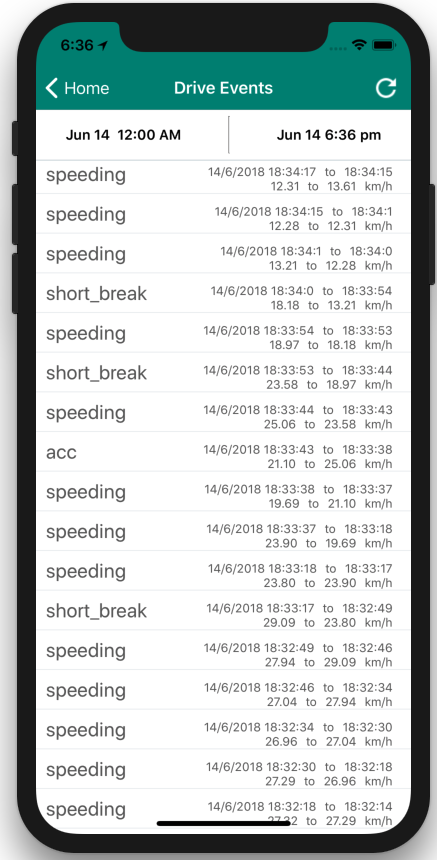 6:36
Home
Drive Events
Jun 14 12:00 AM
Jun 14 6:36 pm
speeding
14/6/2018 18:34:17 to 18:34:15
12.31 to 13.61 km/h
speeding
14/6/2018 18:34:15 to 18:34:1
12.28 to 12.31 km/h
speeding
14/6/2018 18:34:1 to 18:34:0
13.21 to 12.28 km/h
short_break
14/6/2018 18:34:0 to 18:33:54
18.18 to 13.21 km/h
speeding
14/6/2018 18:33:54 to 18:33:53
18.97 to 18.18 km/h
short_break
14/6/2018 18:33:53 to 18:33:44
23.58 to 18.97 km/h
speeding
14/6/2018 18:33:44 to 18:33:43
25.06 to 23.58 km/h
acc
14/6/2018 18:33:43 to 18:33:38
21.10 to 25.06 km/h
speeding
14/6/2018 18:33:38 to 18:33:37
19.69 to 21.10 km/h
speeding
14/6/2018 18:33:37 to 18:33:18
23.90 to 19.69 km/h
speeding
14/6/2018 18:33:18 to 18:33:17
23.80 to 23.90 km/h
short_break
14/6/2018 18:33:17 to 18:32:49
29.09 to 23.80 km/h
speeding
14/6/2018 18:32:49 to 18:32:46
27.94 to 29.09 km/h
speeding
14/6/2018 18:32:46 to 18:32:34
27.04 to 27.94 km/h
speeding
14/6/2018 18:32:34 to 18:32:30
26.96 to 27.04 km/h
speeding
14/6/2018 18:32:30 to 18:32:18
27.29 to 26.96 km/h
speeding
14/6/2018 18:32:18 to 18:32:14
to 27.29 km/h